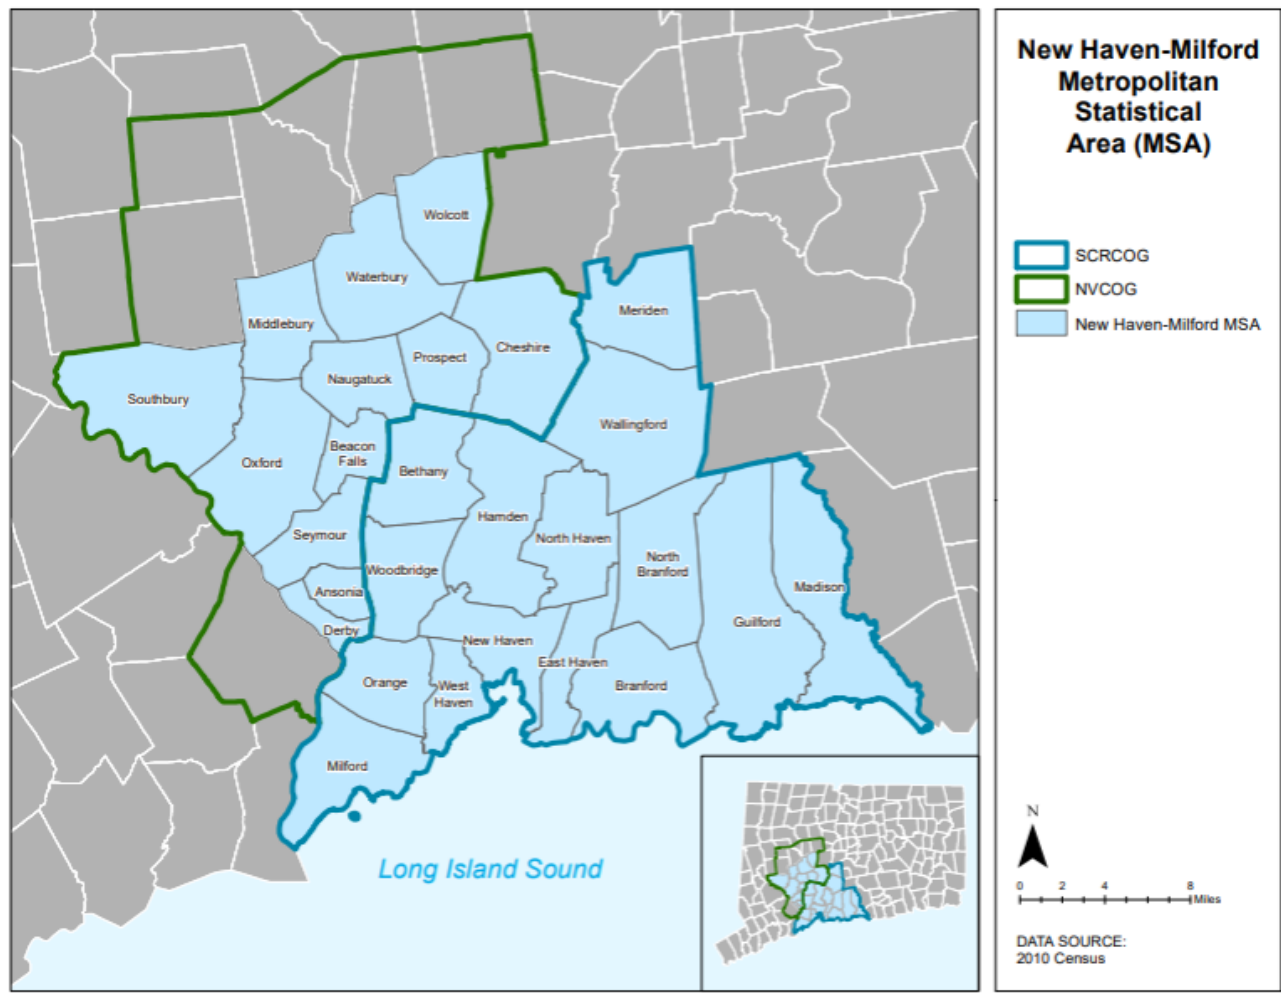 New Haven-Milford
Metropolitan
Statistical
Area (MSA)
SCRCOG
NVCOG
New Haven-Milford MSA
Wolcott
Waterbury
Middlebury
Meriden
Cheshire
Prospect
Naugatuck
Southbury
Wallingford
Beacon
Falls
Oxford
Bethany
Hamden
Seymour
North Haven
North
Branford
Woodbridge
Ansonia
Madison
Guilford
Derby
New Haven
East Haven
Orange
West
Haven
Branford
Milford
Long Island Sound
N
0 2 4 8
Miles
DATA SOURCE:
2010 Census